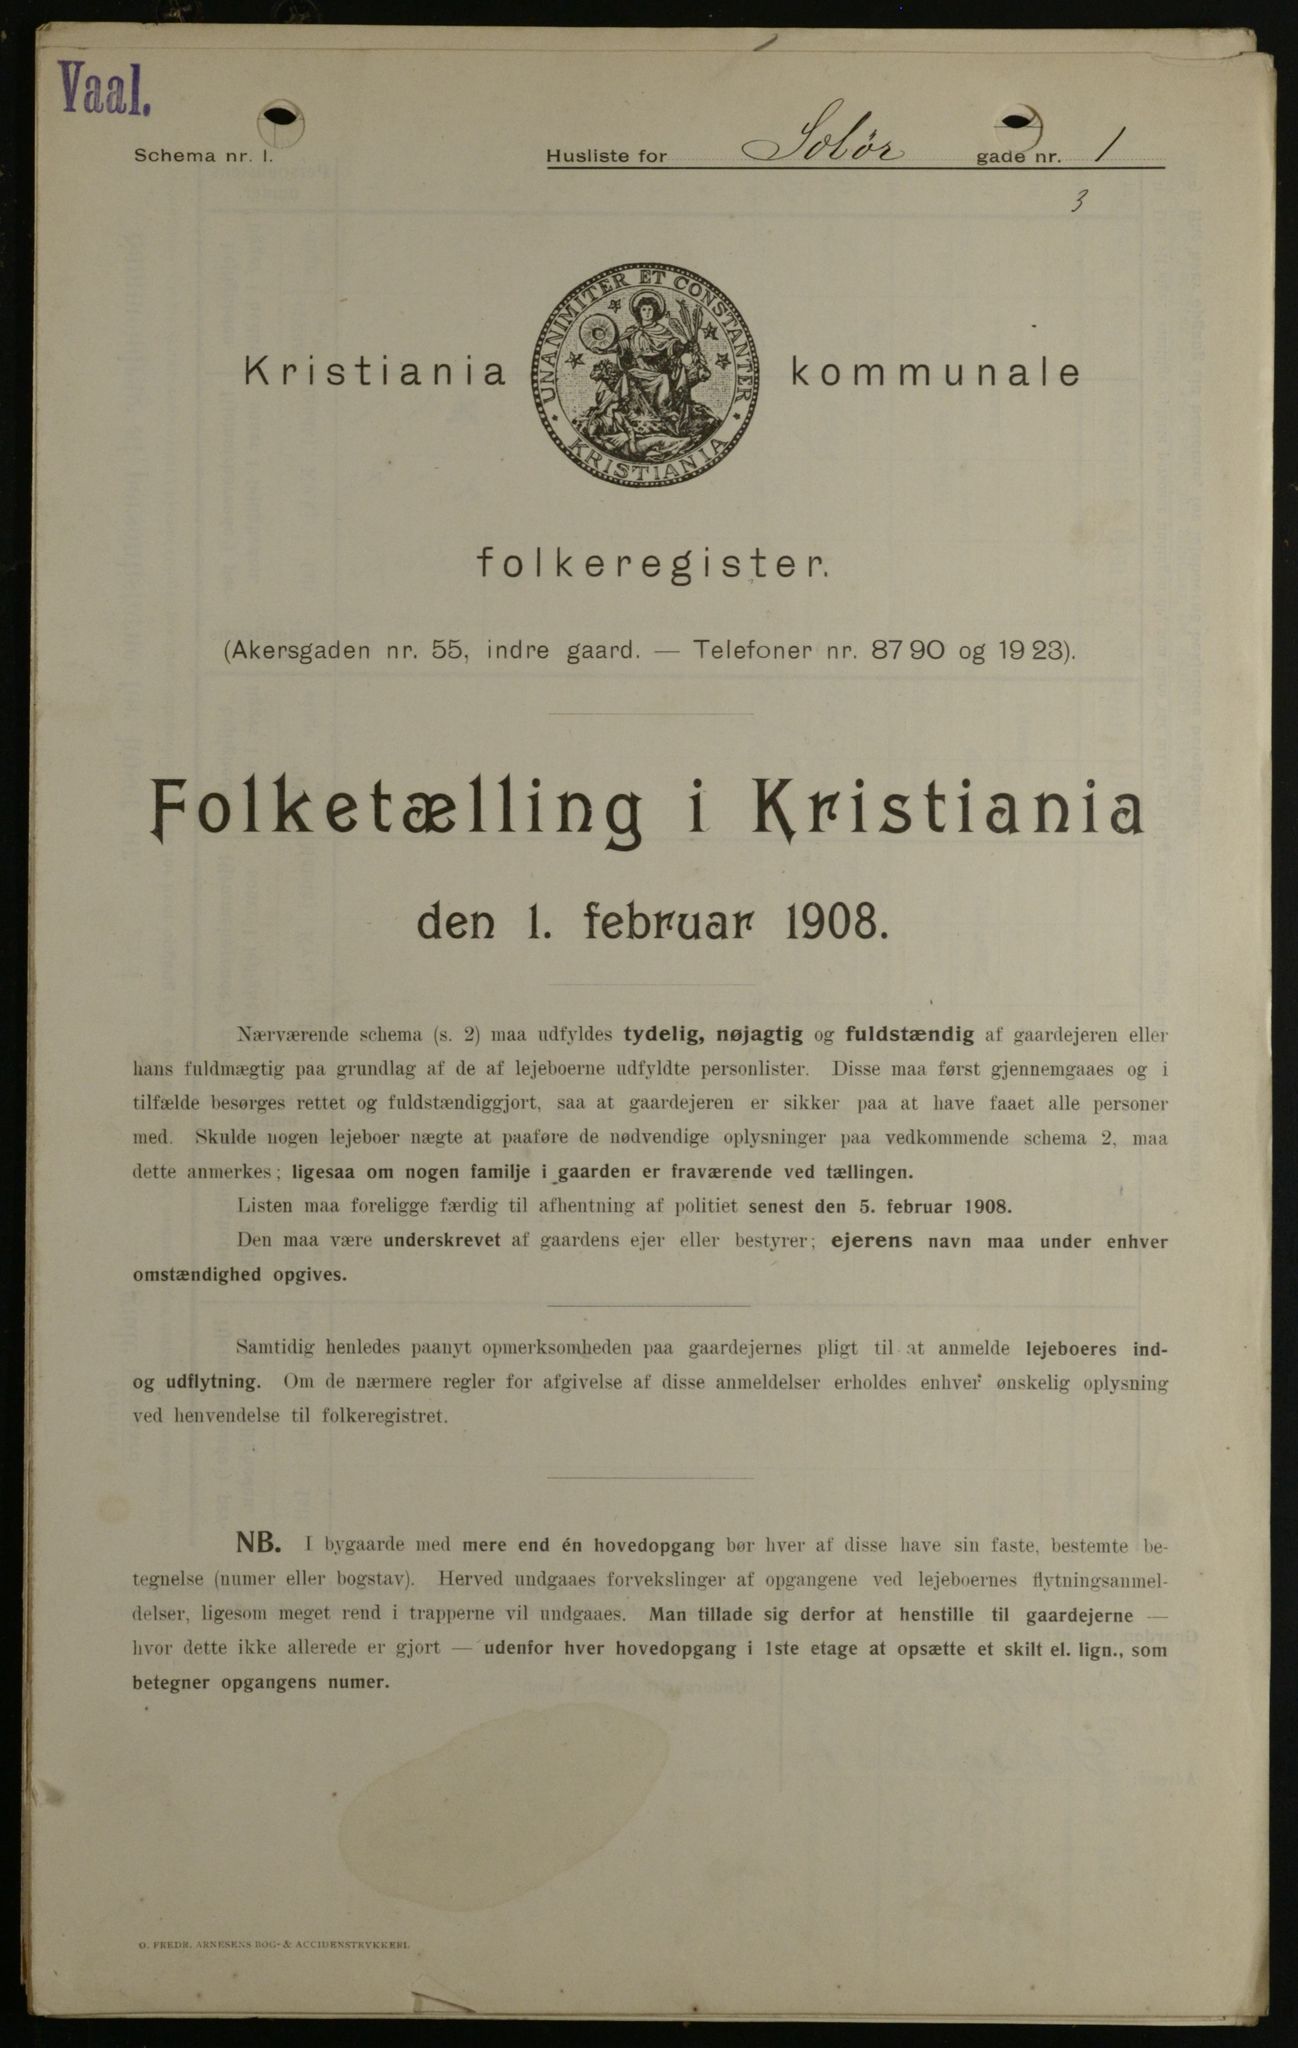 Vaal.
Schema nr. 1.
Husliste for Solør gade nr. 1
3
UNANIMITER ET CONSTANTER
KRISTIANIA
Kristiania kommunale
folkeregister.
(Akersgaden nr. 55, indre gaard. — Telefoner nr. 8790 og 1923).
Folketælling i Kristiania
den 1. februar 1908.
Nærværende schema (s. 2) maa udfyldes tydelig, nøjagtig og fuldstændig af gaardejeren eller
hans fuldmægtig paa grundlag af de af lejeboerne udfyldte personlister. Disse maa først gjennemgaaes og i
tilfælde besørges rettet og fuldstændiggjort, saa at gaardejeren er sikker paa at have faaet alle personer
med. Skulde nogen lejeboer nægte at paaføre de nødvendige oplysninger paa vedkommende schema 2, maa
dette anmerkes; ligesaa om nogen familje i gaarden er fraværende ved tællingen.
Listen maa foreligge færdig til afhentning af politiet senest den 5. februar 1908.
Den maa være underskrevet af gaardens ejer eller bestyrer; ejerens navn maa under enhver
omstændighed opgives.
Samtidig henledes paanyt opmerksomheden paa gaardejernes pligt til at anmelde lejeboeres ind-
og udflytning. Om de nærmere regler for afgivelse af disse anmeldelser erholdes enhver ønskelig oplysning
ved henvendelse til folkeregistret.
NB. I bygaarde med mere end én hovedopgang bør hver af disse have sin faste, bestemte be-
tegnelse (numer eller bogstav). Herved undgaaes forvekslinger af opgangene ved lejeboernes flytningsanmel-
delser, ligesom meget rend i trapperne vil undgaaes. Man tillade sig derfor at henstille til gaardejerne —
hvor dette ikke allerede er gjort — udenfor hver hovedopgang i 1ste etage at opsætte et skilt el. lign., som
betegner opgangens numer.
O. FREDR. ARNESENS BOG- & ACCIDENSTRYKKERI.